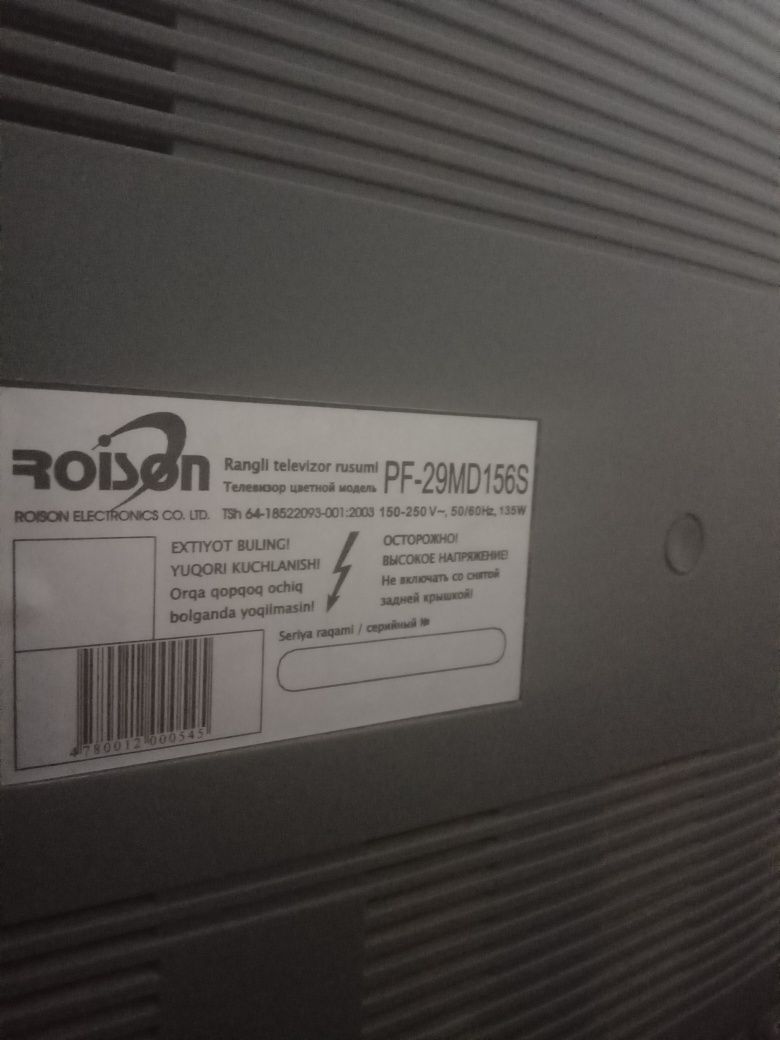 ROISON
Rangli televizor rusumi
Телевизор цветной модель
PF-29MD156S
ROISON ELECTRONICS CO. LTD.
TSh 64-18522093-001:2003 150-250 V~, 50/60Hz, 135W
EXTIYOT BULING!
YUQORI KUCHLANISH!
Orqa qopqoq ochiq
bolganda yoqilmasin!
ОСТОРОЖНО!
ВЫСОКОЕ НАПРЯЖЕНИЕ!
Не включать со снятой
задней крышкой!
Seriya raqami / серийный №
4780012000545